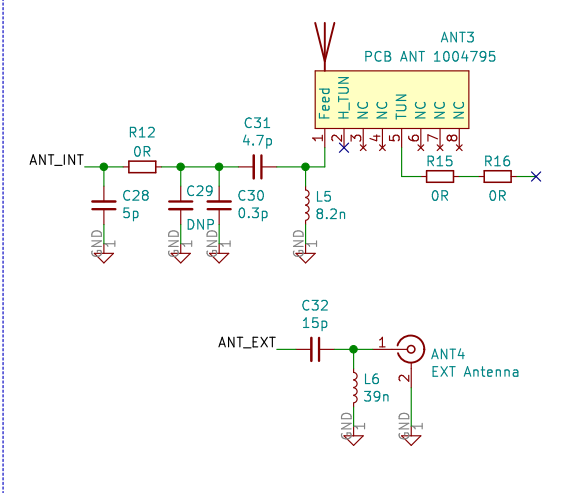 ANT3
PCB ANT 1004795
Feed
H_TUN
NC
NC
TUN
NC
NC
NC
1
2
3
4
5
6
7
8
R12
0R
C31
4.7p
ANT_INT
R15
0R
R16
0R
C28
5p
C29
DNP
C30
0.3p
L5
8.2n
GND
1
GND
1
GND
1
GND
1
C32
15p
ANT_EXT
1
ANT4
EXT Antenna
2
L6
39n
GND
1
GND
1